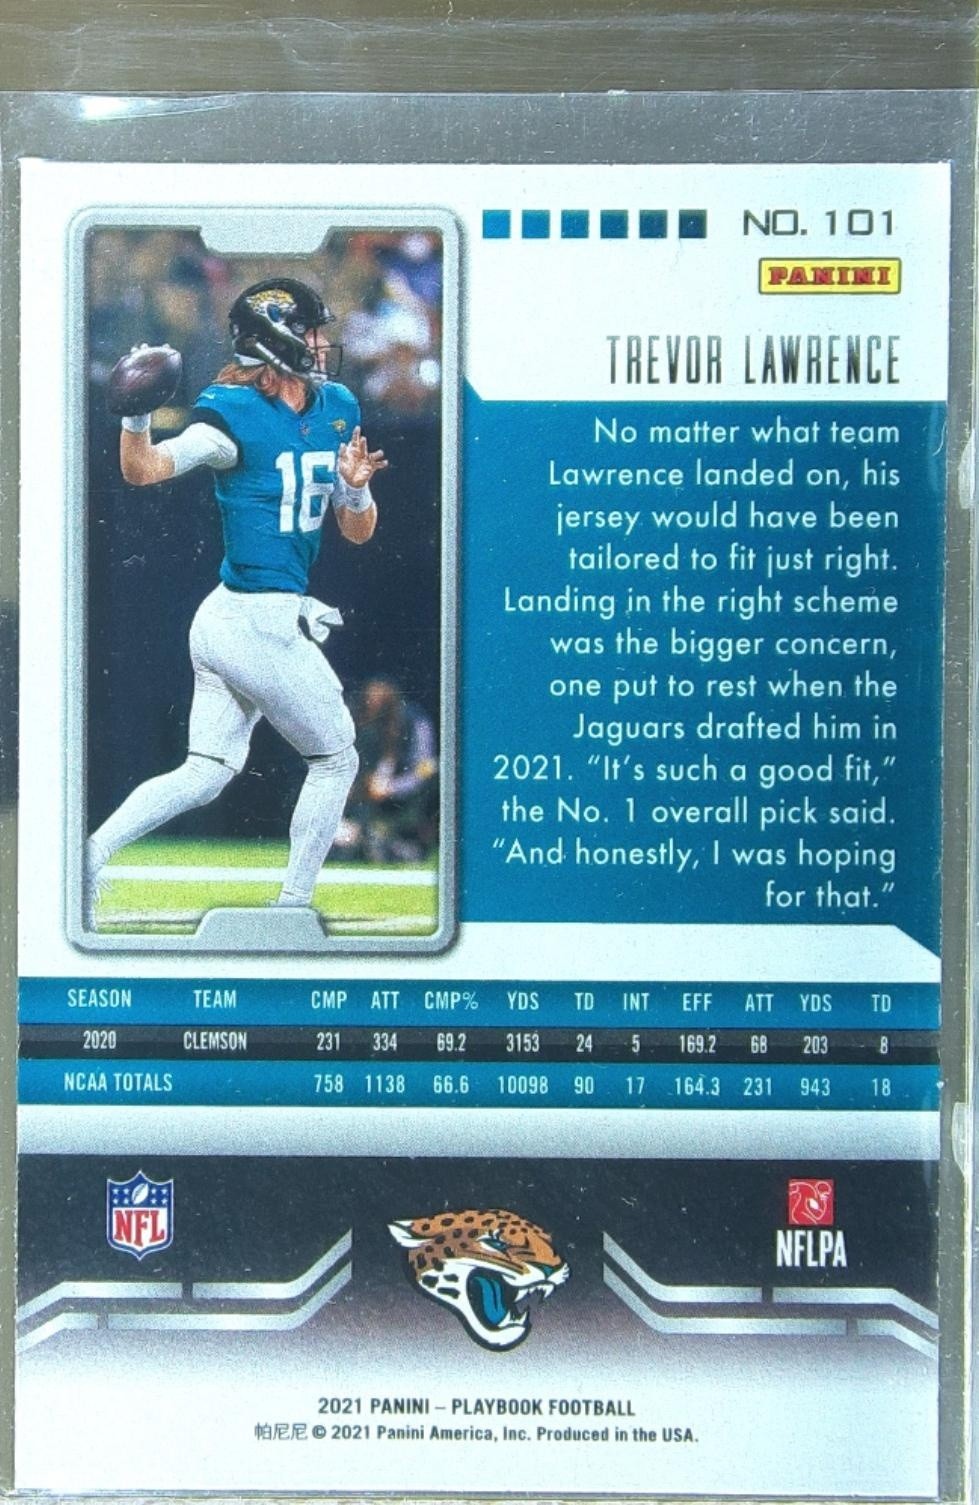 NO. 101
PANINI
TREVOR LAWRENCE
16
No matter what team
Lawrence landed on, his
jersey would have been
tailored to fit just right.
Landing in the right scheme
was the bigger concern,
one put to rest when the
Jaguars drafted him in
2021. “It’s such a good fit,”
the No. 1 overall pick said.
“And honestly, I was hoping
for that.”
SEASON TEAM CMP ATT CMP% YDS TD INT EFF ATT YDS TD
2020 CLEMSON 231 334 69.2 3153 24 5 169.2 68 203 8
NCAA TOTALS 758 1138 66.6 10098 90 17 164.3 231 943 18
NFL
NFLPA
2021 PANINI – PLAYBOOK FOOTBALL
帕尼尼 © 2021 Panini America, Inc. Produced in the USA.